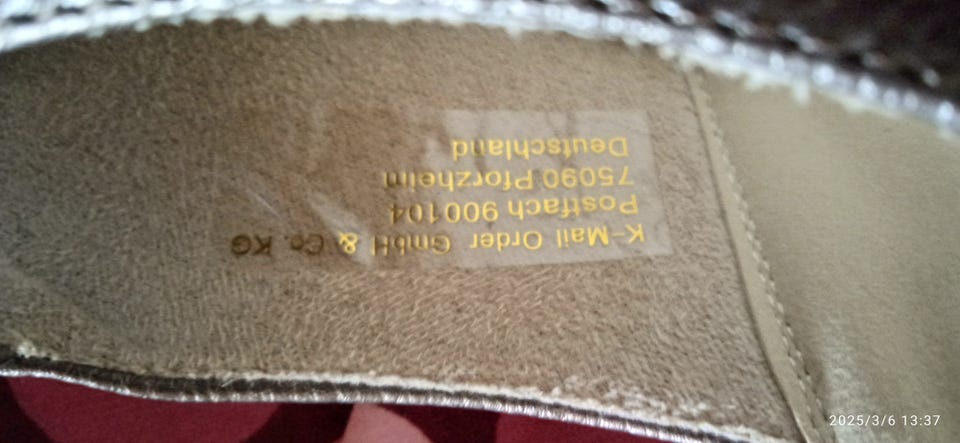 K-Mail Order GmbH & Co. KG
Postfach 900104
75090 Pforzheim
Deutschland
2025/3/6 13:37